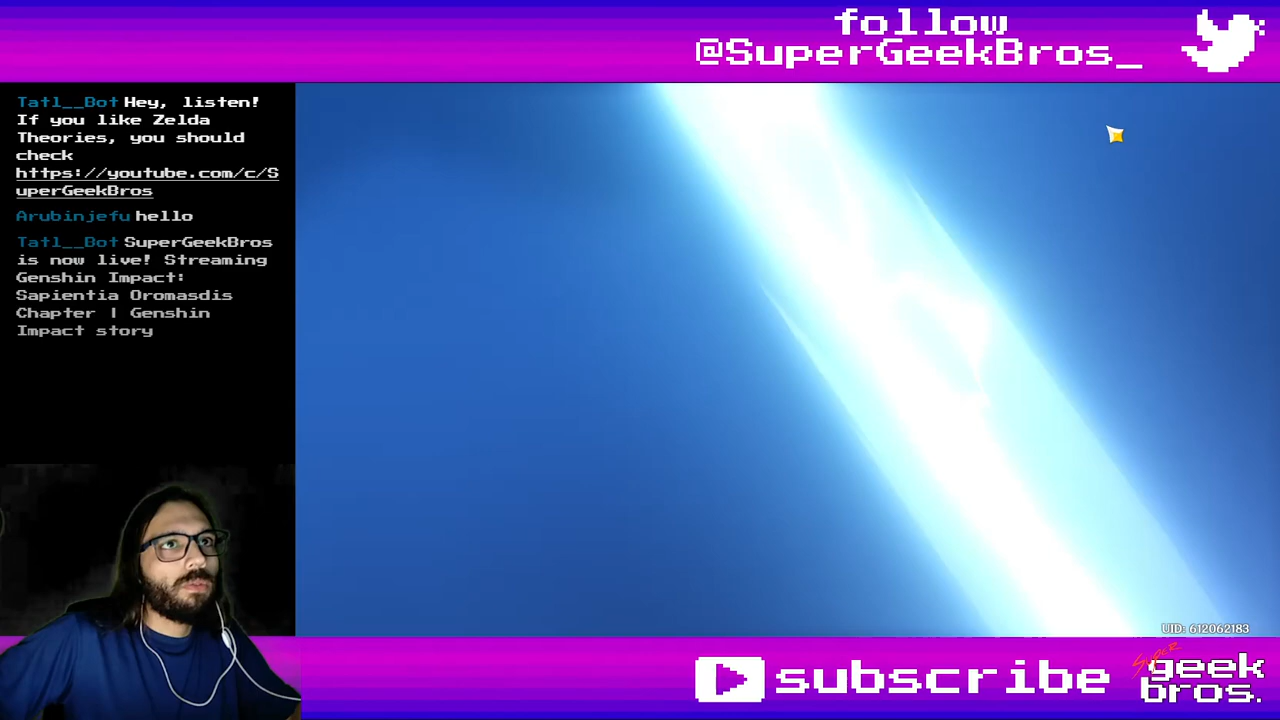 follow
@SuperGeekBros_
Tatl__Bot Hey, listen!
If you like Zelda
Theories, you should
check
https://youtube.com/c/S
uperGeekBros
Arubinjefu hello
Tatl__Bot SuperGeekBros
is now live! Streaming
Genshin Impact:
Sapientia Oromasdis
Chapter | Genshin
Impact story
UID: 612062183
subscribe
super
geek
bros.